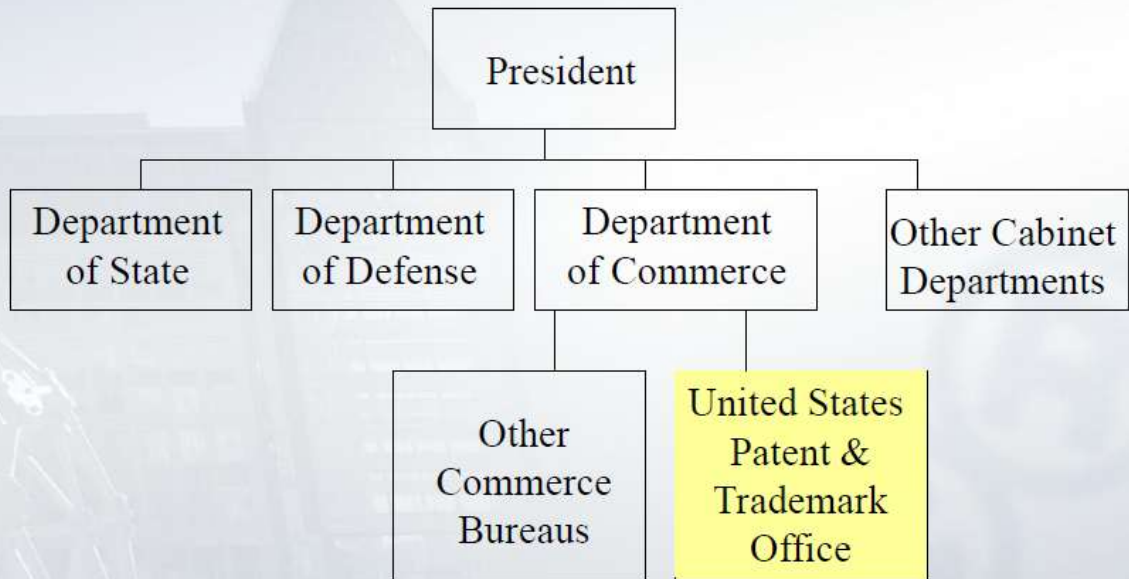 President
Department
of State
Department
of Defense
Department
of Commerce
Other Cabinet
Departments
Other
Commerce
Bureaus
United States
Patent &
Trademark
Office